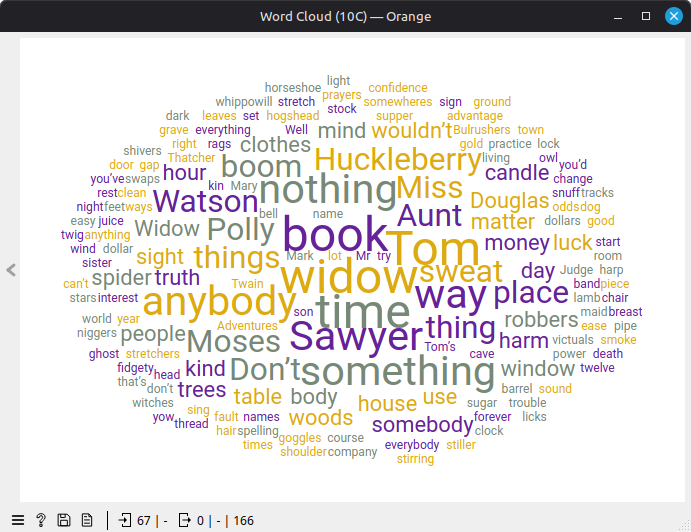 Word Cloud (10C) — Orange
light
horseshoe confidence
prayers
whippowill stretch somewheres sign ground
stock
dark leaves set hogshead supper advantage
grave everything Well mind wouldn't Bulrushers town
right rags clothes gold practice lock
shivers Thatcher Huckleberry living owl
door gap hour boom candle you'd
you've swaps kin Mary nothing Miss change
rest clean Watson Douglas snuff tracks
night feet ways bell name Aunt odds dog
easy juice Widow Polly book matter dollars good
twig anything Tom
wind dollar sight things Mark lot Mr try money luck start
sister widow sweat room
can't spider truth Twain day Judge harp
stars interest anybody way place band piece
son time lamb chair
world year Adventures Sawyer thing robbers maid breast
niggers people Moses harm ease pipe
Tom's victuals smoke
ghost stretchers cave power death
fidgety head kind Don't something window twelve
that's don't trees barrel sound
witches table body house use sugar trouble
yow sing fault names woods somebody forever licks
thread hair spelling clock
times goggles course everybody stiller
shoulder company
stirring
67 | - 0 | - | 166